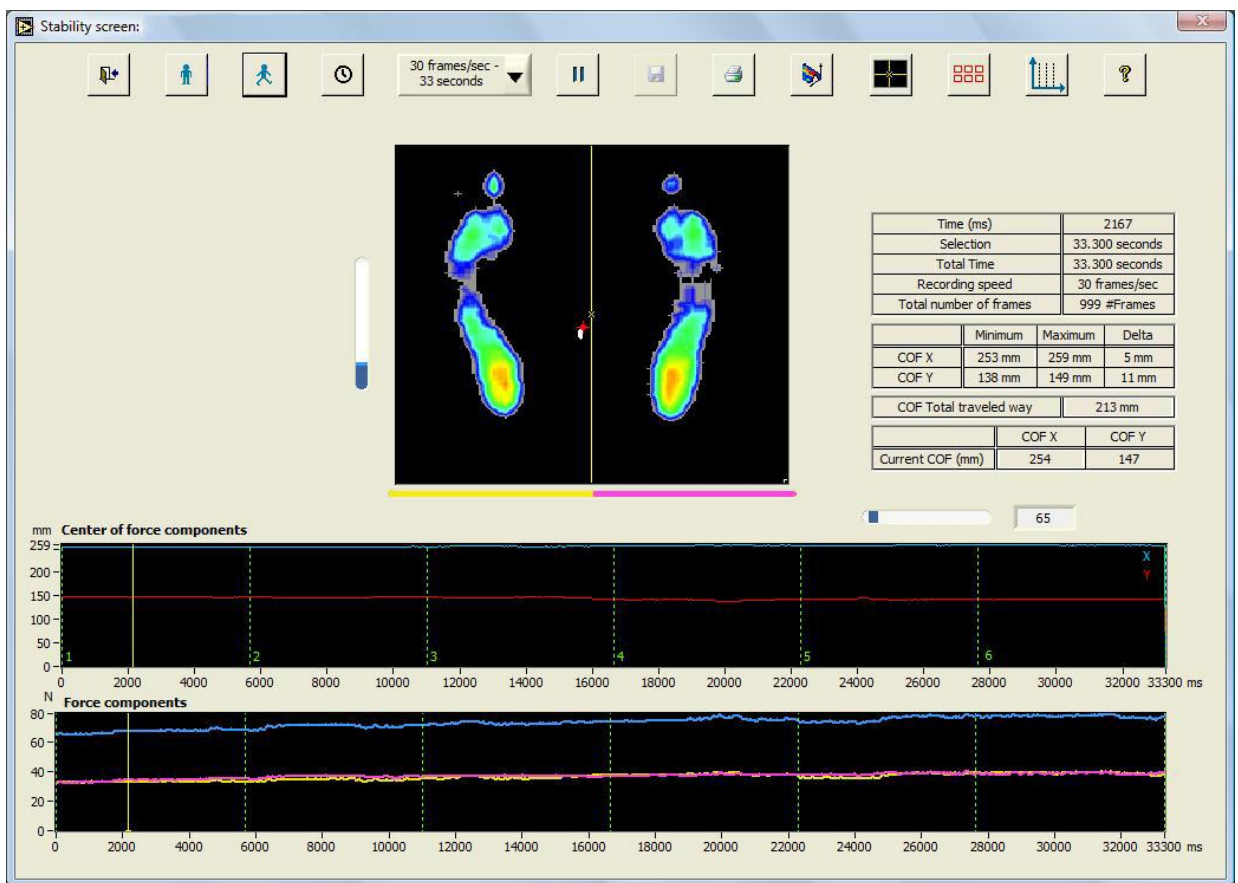 Stability screen:
30 frames/sec -
33 seconds
?
Time (ms) 2167
Selection 33.300 seconds
Total Time 33.300 seconds
Recording speed 30 frames/sec
Total number of frames 999 #Frames
Minimum Maximum Delta
COF X 253 mm 259 mm 5 mm
COF Y 138 mm 149 mm 11 mm
COF Total traveled way 213 mm
COF X COF Y
Current COF (mm) 254 147
65
mm Center of force components
259
200
150
100
50
0
X
Y
1 2 3 4 5 6
0 2000 4000 6000 8000 10000 12000 14000 16000 18000 20000 22000 24000 26000 28000 30000 32000 33300 ms
N Force components
80
60
40
20
0
0 2000 4000 6000 8000 10000 12000 14000 16000 18000 20000 22000 24000 26000 28000 30000 32000 33300 ms